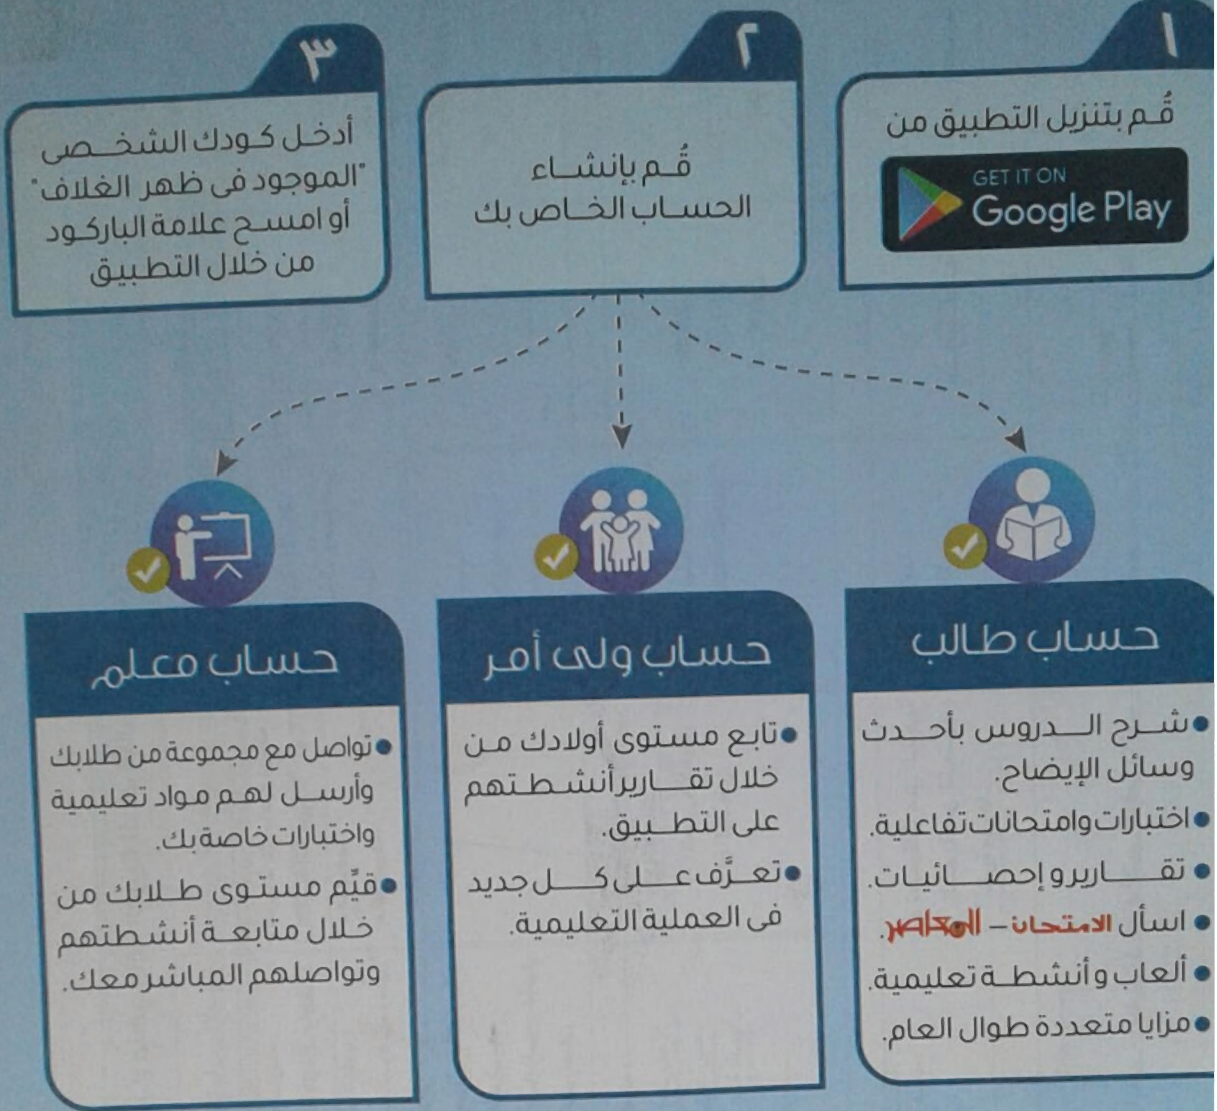 ١
قُم بتنزيل التطبيق من
GET IT ON
Google Play
٢
قُم بإنشاء
الحساب الخاص بك
٣
أدخل كودك الشخصى
"الموجود فى ظهر الغلاف"
أو امسح علامة الباركود
من خلال التطبيق
حساب طالب
• شرح الدروس بأحدث
وسائل الإيضاح.
• اختبارات وامتحانات تفاعلية.
• تقارير وإحصائيات.
• اسأل الامتحان – المعاصر.
• ألعاب وأنشطة تعليمية.
• مزايا متعددة طوال العام.
حساب ولى أمر
• تابع مستوى أولادك من
خلال تقارير أنشطتهم
على التطبيق.
• تعرَّف على كل جديد
فى العملية التعليمية.
حساب معلم
• تواصل مع مجموعة من طلابك
وأرسل لهم مواد تعليمية
واختبارات خاصة بك.
• قيِّم مستوى طلابك من
خلال متابعة أنشطتهم
وتواصلهم المباشر معك.